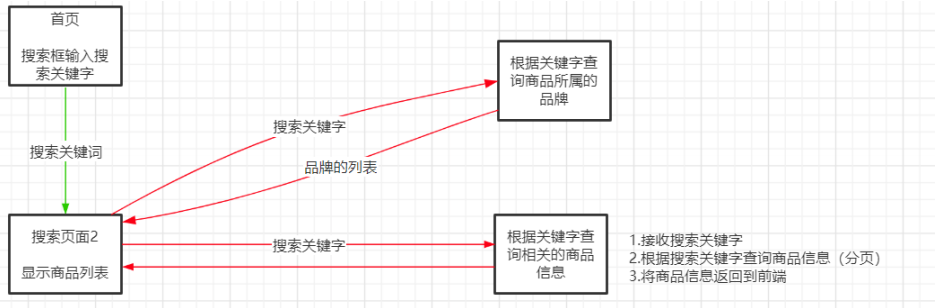 首页
搜索框输入搜
索关键字
根据关键字查
询商品所属的
品牌
搜索关键字
搜索关键词
品牌的列表
搜索页面2
显示商品列表
搜索关键字
根据关键字查
询相关的商品
信息
1.接收搜索关键字
2.根据搜索关键字查询商品信息（分页）
3.将商品信息返回到前端